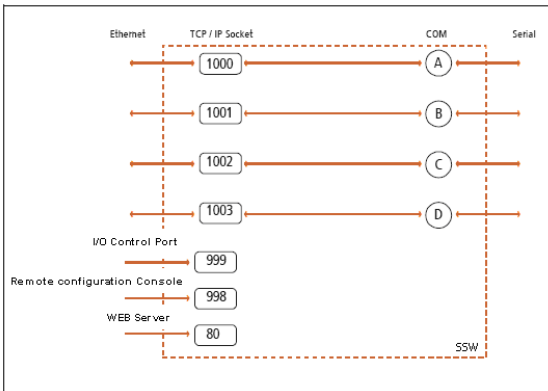 Ethernet TCP / IP Socket COM Serial
1000 A
1001 B
1002 C
1003 D
I/O Control Port
999
Remote configuration Console
998
WEB Server
80
SSW